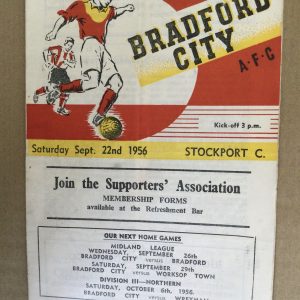 BRADFORD
CITY
A·F·C
Kick-off 3 p.m.
Saturday Sept. 22nd 1956 STOCKPORT C.
Join the Supporters' Association
MEMBERSHIP FORMS
available at the Refreshment Bar
OUR NEXT HOME GAMES
MIDLAND LEAGUE
WEDNESDAY, SEPTEMBER 26th
BRADFORD CITY versus BRADFORD
SATURDAY, SEPTEMBER 29th
BRADFORD CITY versus WORKSOP TOWN
DIVISION III—NORTHERN
SATURDAY, OCTOBER 6th, 1956.
BRADFORD CITY versus WREXHAM